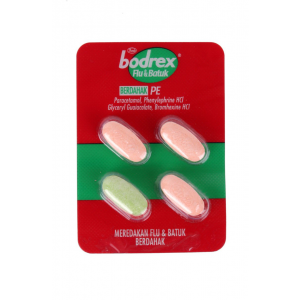 bodrex
Flu & Batuk
BERDAHAK PE
Paracetamol, Phenylephrine HCl
Glyceryl Guaiacolate, Bromhexine HCl
MEREDAKAN FLU & BATUK
BERDAHAK